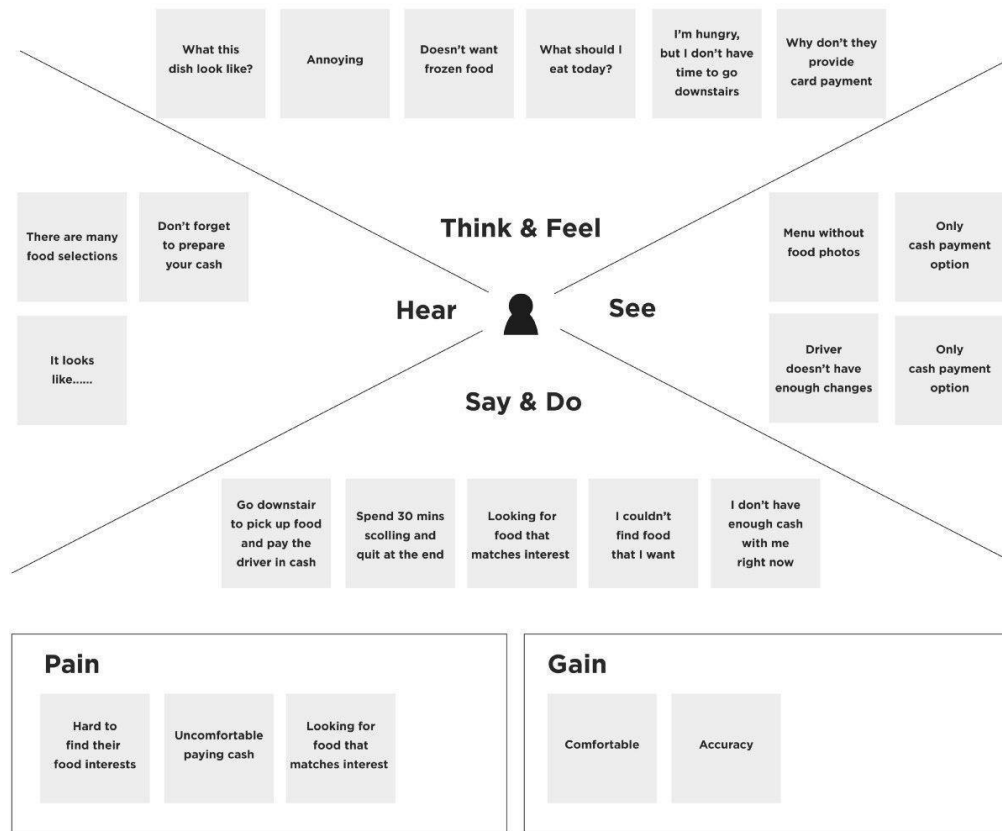 What this
dish look like?
Annoying
Doesn't want
frozen food
What should I
eat today?
I'm hungry,
but I don't have
time to go
downstairs
Why don't they
provide
card payment
Think & Feel
There are many
food selections
Don't forget
to prepare
your cash
It looks
like......
Hear
See
Menu without
food photos
Only
cash payment
option
Driver
doesn't have
enough changes
Only
cash payment
option
Say & Do
Go downstair
to pick up food
and pay the
driver in cash
Spend 30 mins
scolling and
quit at the end
Looking for
food that
matches interest
I couldn't
find food
that I want
I don't have
enough cash
with me
right now
Pain
Hard to
find their
food interests
Uncomfortable
paying cash
Looking for
food that
matches interest
Gain
Comfortable
Accuracy